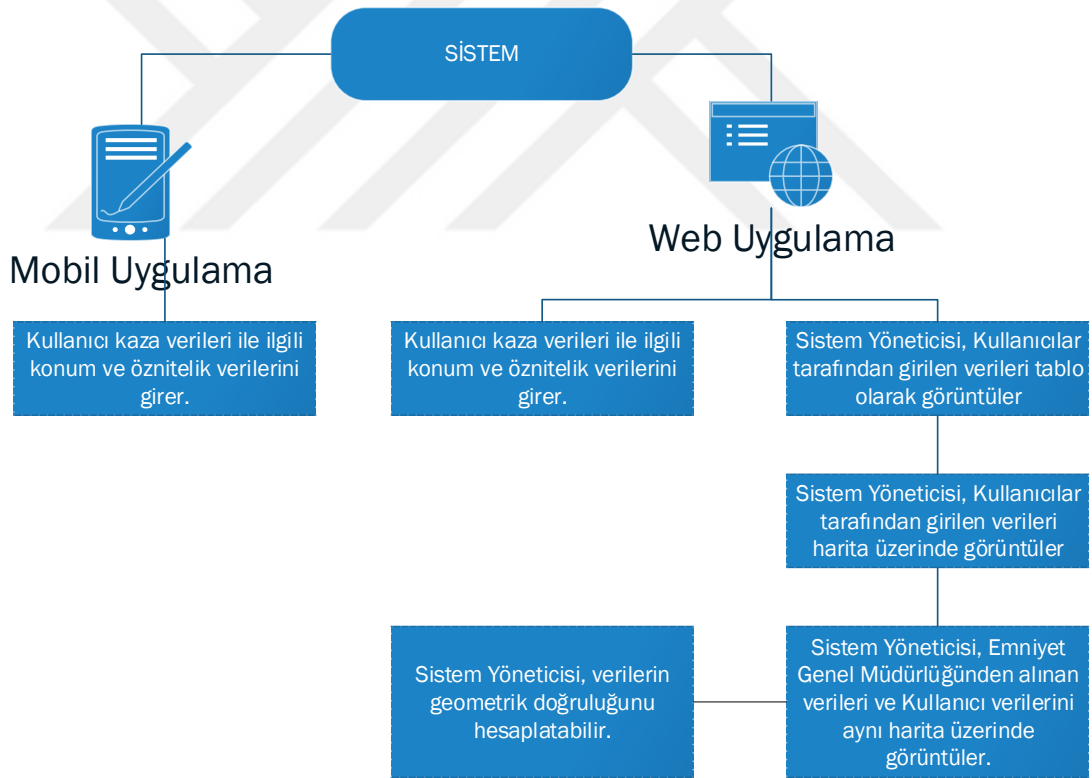 SİSTEM
Mobil Uygulama
Web Uygulama
Kullanıcı kaza verileri ile ilgili
konum ve öznitelik verilerini
girer.
Kullanıcı kaza verileri ile ilgili
konum ve öznitelik verilerini
girer.
Sistem Yöneticisi, Kullanıcılar
tarafından girilen verileri tablo
olarak görüntüler
Sistem Yöneticisi, Kullanıcılar
tarafından girilen verileri
harita üzerinde görüntüler
Sistem Yöneticisi, verilerin
geometrik doğruluğunu
hesaplatabilir.
Sistem Yöneticisi, Emniyet
Genel Müdürlüğünden alınan
verileri ve Kullanıcı verilerini
aynı harita üzerinde
görüntüler.